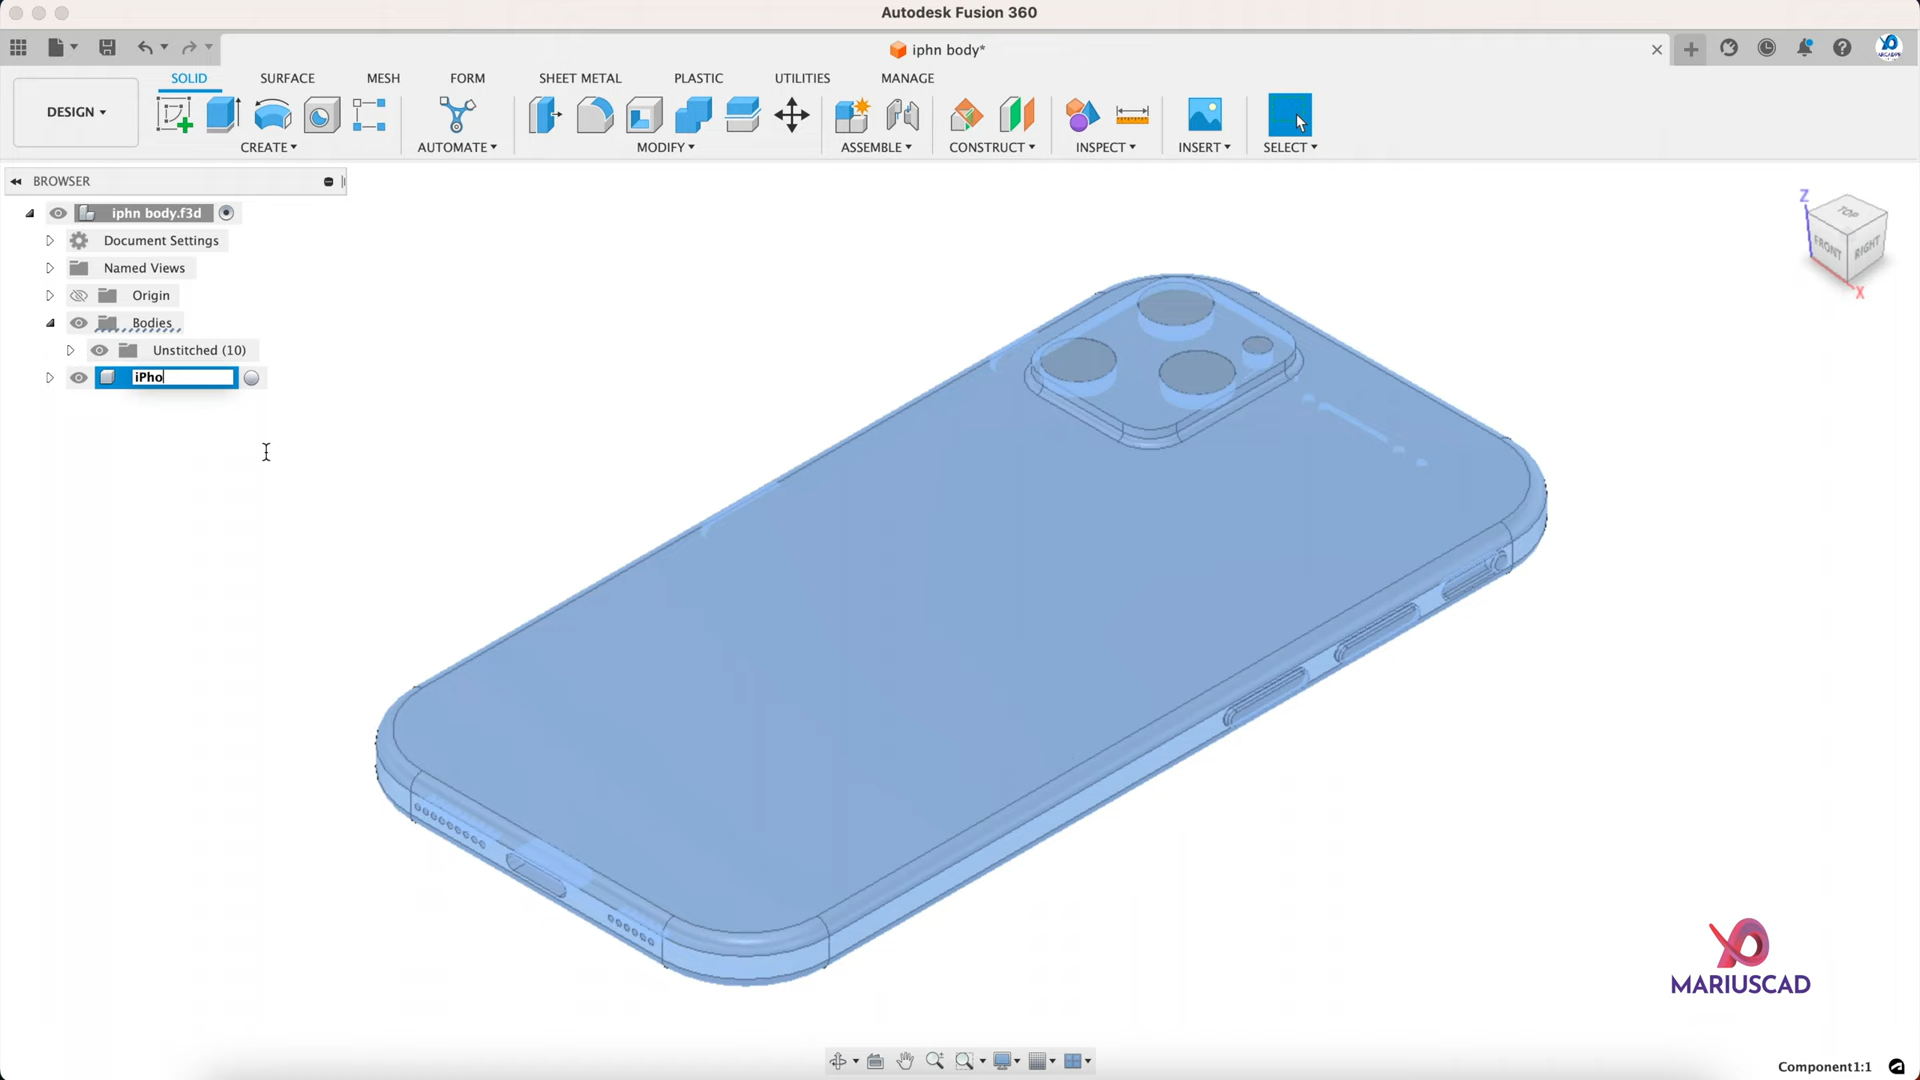 Autodesk Fusion 360
iphn body*
SOLID SURFACE MESH FORM SHEET METAL PLASTIC UTILITIES MANAGE
DESIGN
CREATE AUTOMATE MODIFY ASSEMBLE CONSTRUCT INSPECT INSERT SELECT
BROWSER
iphn body.f3d
Document Settings
Named Views
Origin
Bodies
Unstitched (10)
iPho
Z
TOP
FRONT RIGHT
X
MARIUSCAD
Component1:1